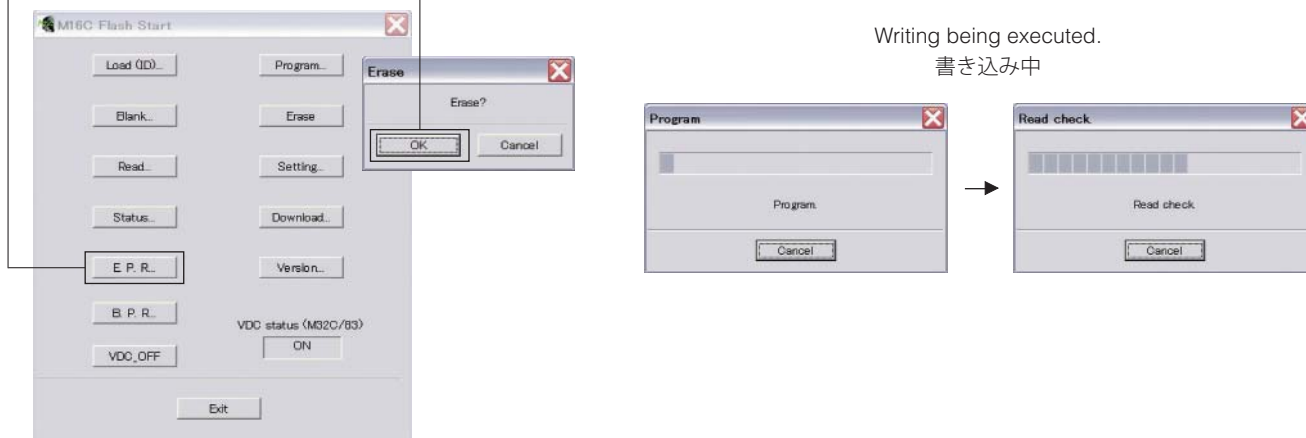 M16C Flash Start
Load (ID)...
Program...
Blank...
Erase
Read...
Setting...
Status...
Download...
E. P. R...
Version...
B. P. R...
VDC status (M32C/83)
ON
VDC_OFF
Exit
Erase
Erase?
OK
Cancel
Writing being executed.
書き込み中
Program
Program.
Cancel
Read check.
Read check.
Cancel